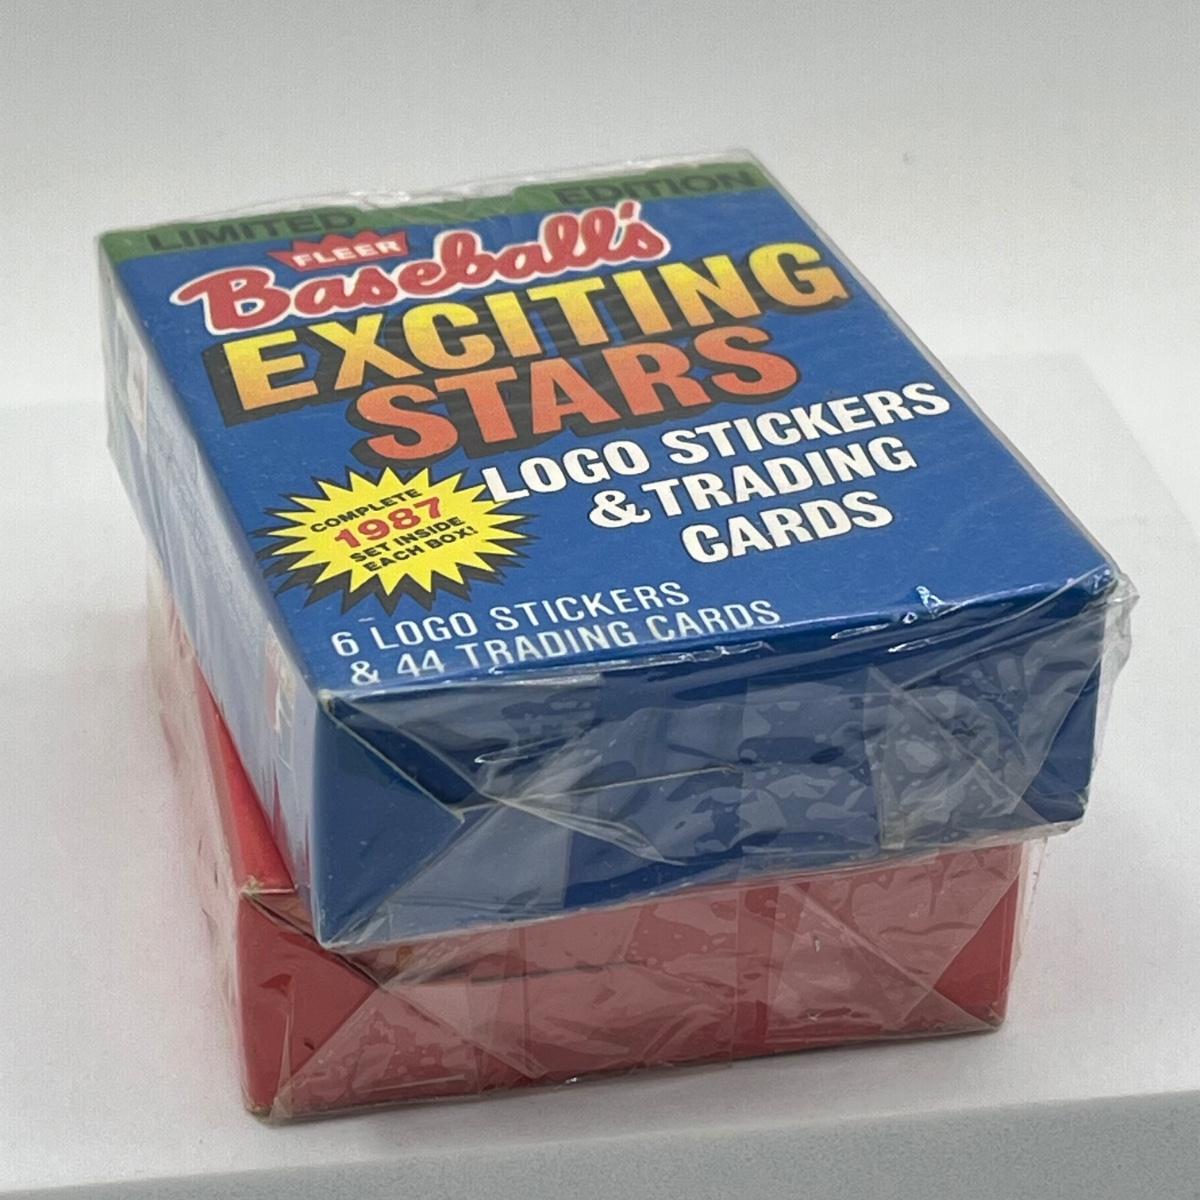 LIMITED EDITION
FLEER
Baseball's
EXCITING
STARS
LOGO STICKERS
& TRADING
CARDS
COMPLETE
1987
SET INSIDE
EACH BOX!
6 LOGO STICKERS
& 44 TRADING CARDS